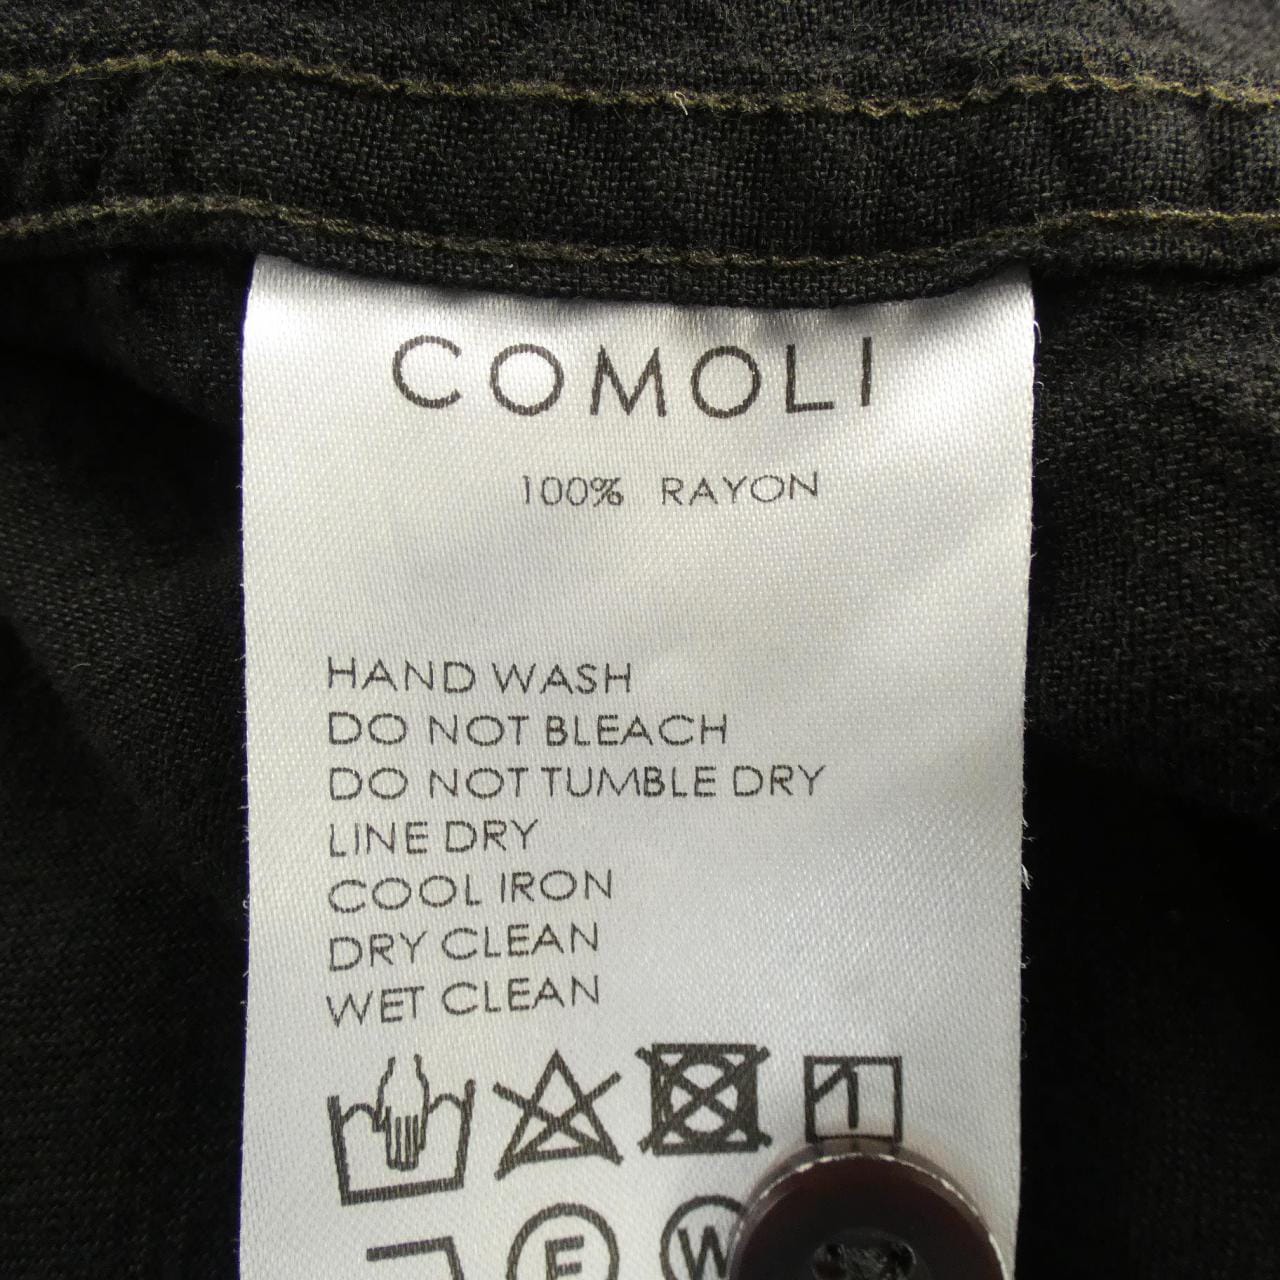 COMOLI
100% RAYON
HAND WASH
DO NOT BLEACH
DO NOT TUMBLE DRY
LINE DRY
COOL IRON
DRY CLEAN
WET CLEAN
F W